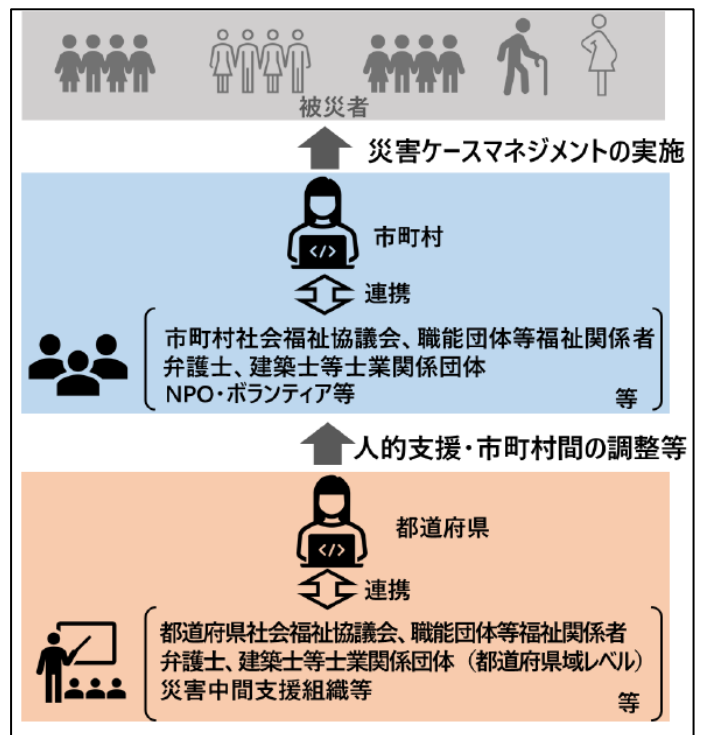 被災者
災害ケースマネジメントの実施
</>
市町村
連携
市町村社会福祉協議会、職能団体等福祉関係者
弁護士、建築士等士業関係団体
NPO・ボランティア等
等
人的支援・市町村間の調整等
</>
都道府県
連携
都道府県社会福祉協議会、職能団体等福祉関係者
弁護士、建築士等士業関係団体（都道府県域レベル）
災害中間支援組織等
等